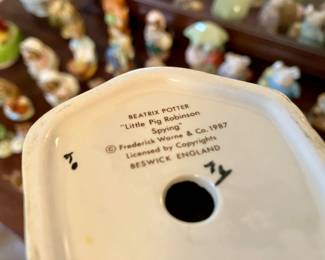 BEATRIX POTTER
"Little Pig Robinson
Spying"
© Frederick Warne & Co. 1987
Licensed by Copyrights
BESWICK ENGLAND